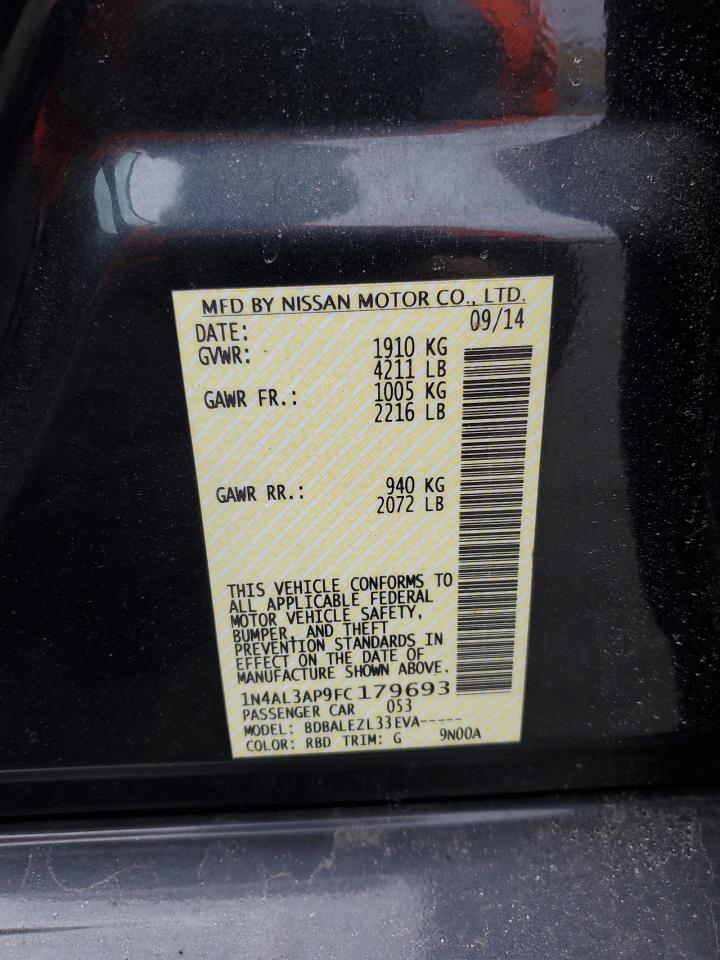 MFD BY NISSAN MOTOR CO., LTD.
DATE: 09/14
GVWR: 1910 KG
4211 LB
GAWR FR.: 1005 KG
2216 LB
GAWR RR.: 940 KG
2072 LB
THIS VEHICLE CONFORMS TO
ALL APPLICABLE FEDERAL
MOTOR VEHICLE SAFETY,
BUMPER, AND THEFT
PREVENTION STANDARDS IN
EFFECT ON THE DATE OF
MANUFACTURE SHOWN ABOVE.
1N4AL3AP9FC179693
PASSENGER CAR 053
MODEL: BDBALEZL33EVA-----
COLOR: RBD TRIM: G 9N00A